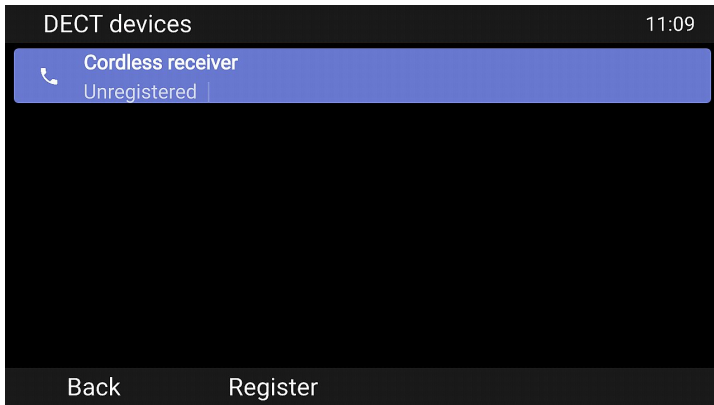 DECT devices 11:09
Cordless receiver
Unregistered |
Back Register